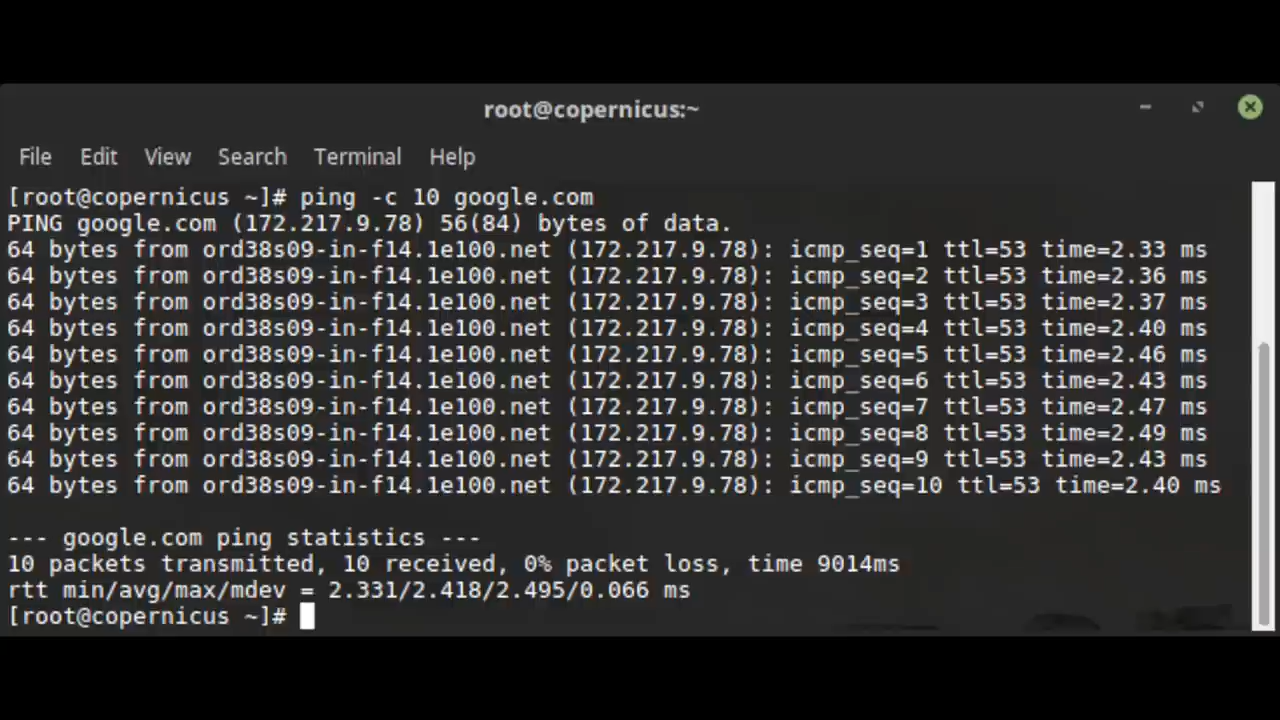 root@copernicus:~
File Edit View Search Terminal Help
[root@copernicus ~]# ping -c 10 google.com
PING google.com (172.217.9.78) 56(84) bytes of data.
64 bytes from ord38s09-in-f14.1e100.net (172.217.9.78): icmp_seq=1 ttl=53 time=2.33 ms
64 bytes from ord38s09-in-f14.1e100.net (172.217.9.78): icmp_seq=2 ttl=53 time=2.36 ms
64 bytes from ord38s09-in-f14.1e100.net (172.217.9.78): icmp_seq=3 ttl=53 time=2.37 ms
64 bytes from ord38s09-in-f14.1e100.net (172.217.9.78): icmp_seq=4 ttl=53 time=2.40 ms
64 bytes from ord38s09-in-f14.1e100.net (172.217.9.78): icmp_seq=5 ttl=53 time=2.46 ms
64 bytes from ord38s09-in-f14.1e100.net (172.217.9.78): icmp_seq=6 ttl=53 time=2.43 ms
64 bytes from ord38s09-in-f14.1e100.net (172.217.9.78): icmp_seq=7 ttl=53 time=2.47 ms
64 bytes from ord38s09-in-f14.1e100.net (172.217.9.78): icmp_seq=8 ttl=53 time=2.49 ms
64 bytes from ord38s09-in-f14.1e100.net (172.217.9.78): icmp_seq=9 ttl=53 time=2.43 ms
64 bytes from ord38s09-in-f14.1e100.net (172.217.9.78): icmp_seq=10 ttl=53 time=2.40 ms
--- google.com ping statistics ---
10 packets transmitted, 10 received, 0% packet loss, time 9014ms
rtt min/avg/max/mdev = 2.331/2.418/2.495/0.066 ms
[root@copernicus ~]#